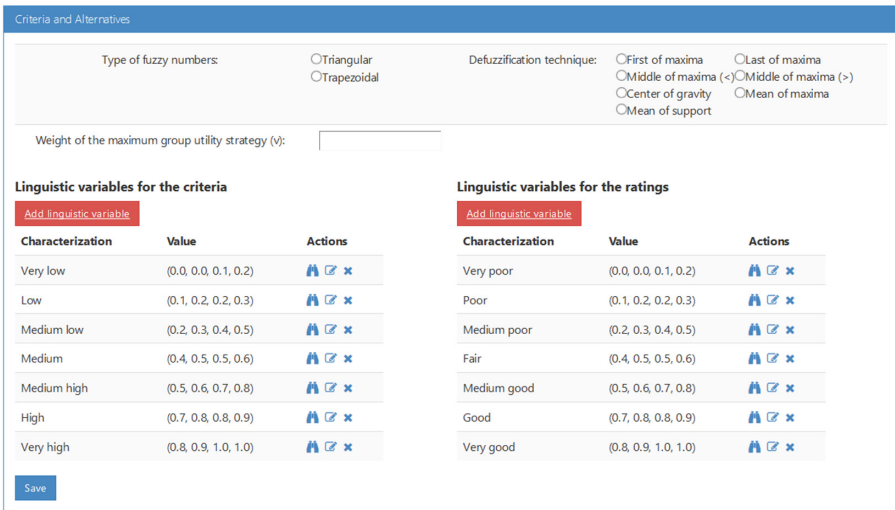 Criteria and Alternatives
Type of fuzzy numbers:
Triangular
Trapezoidal
Defuzzification technique:
First of maxima Last of maxima
Middle of maxima (<) Middle of maxima (>)
Center of gravity Mean of maxima
Mean of support
Weight of the maximum group utility strategy (v):
Linguistic variables for the criteria
Add linguistic variable
Characterization Value Actions
Very low (0.0, 0.0, 0.1, 0.2)
Low (0.1, 0.2, 0.2, 0.3)
Medium low (0.2, 0.3, 0.4, 0.5)
Medium (0.4, 0.5, 0.5, 0.6)
Medium high (0.5, 0.6, 0.7, 0.8)
High (0.7, 0.8, 0.8, 0.9)
Very high (0.8, 0.9, 1.0, 1.0)
Linguistic variables for the ratings
Add linguistic variable
Characterization Value Actions
Very poor (0.0, 0.0, 0.1, 0.2)
Poor (0.1, 0.2, 0.2, 0.3)
Medium poor (0.2, 0.3, 0.4, 0.5)
Fair (0.4, 0.5, 0.5, 0.6)
Medium good (0.5, 0.6, 0.7, 0.8)
Good (0.7, 0.8, 0.8, 0.9)
Very good (0.8, 0.9, 1.0, 1.0)
Save